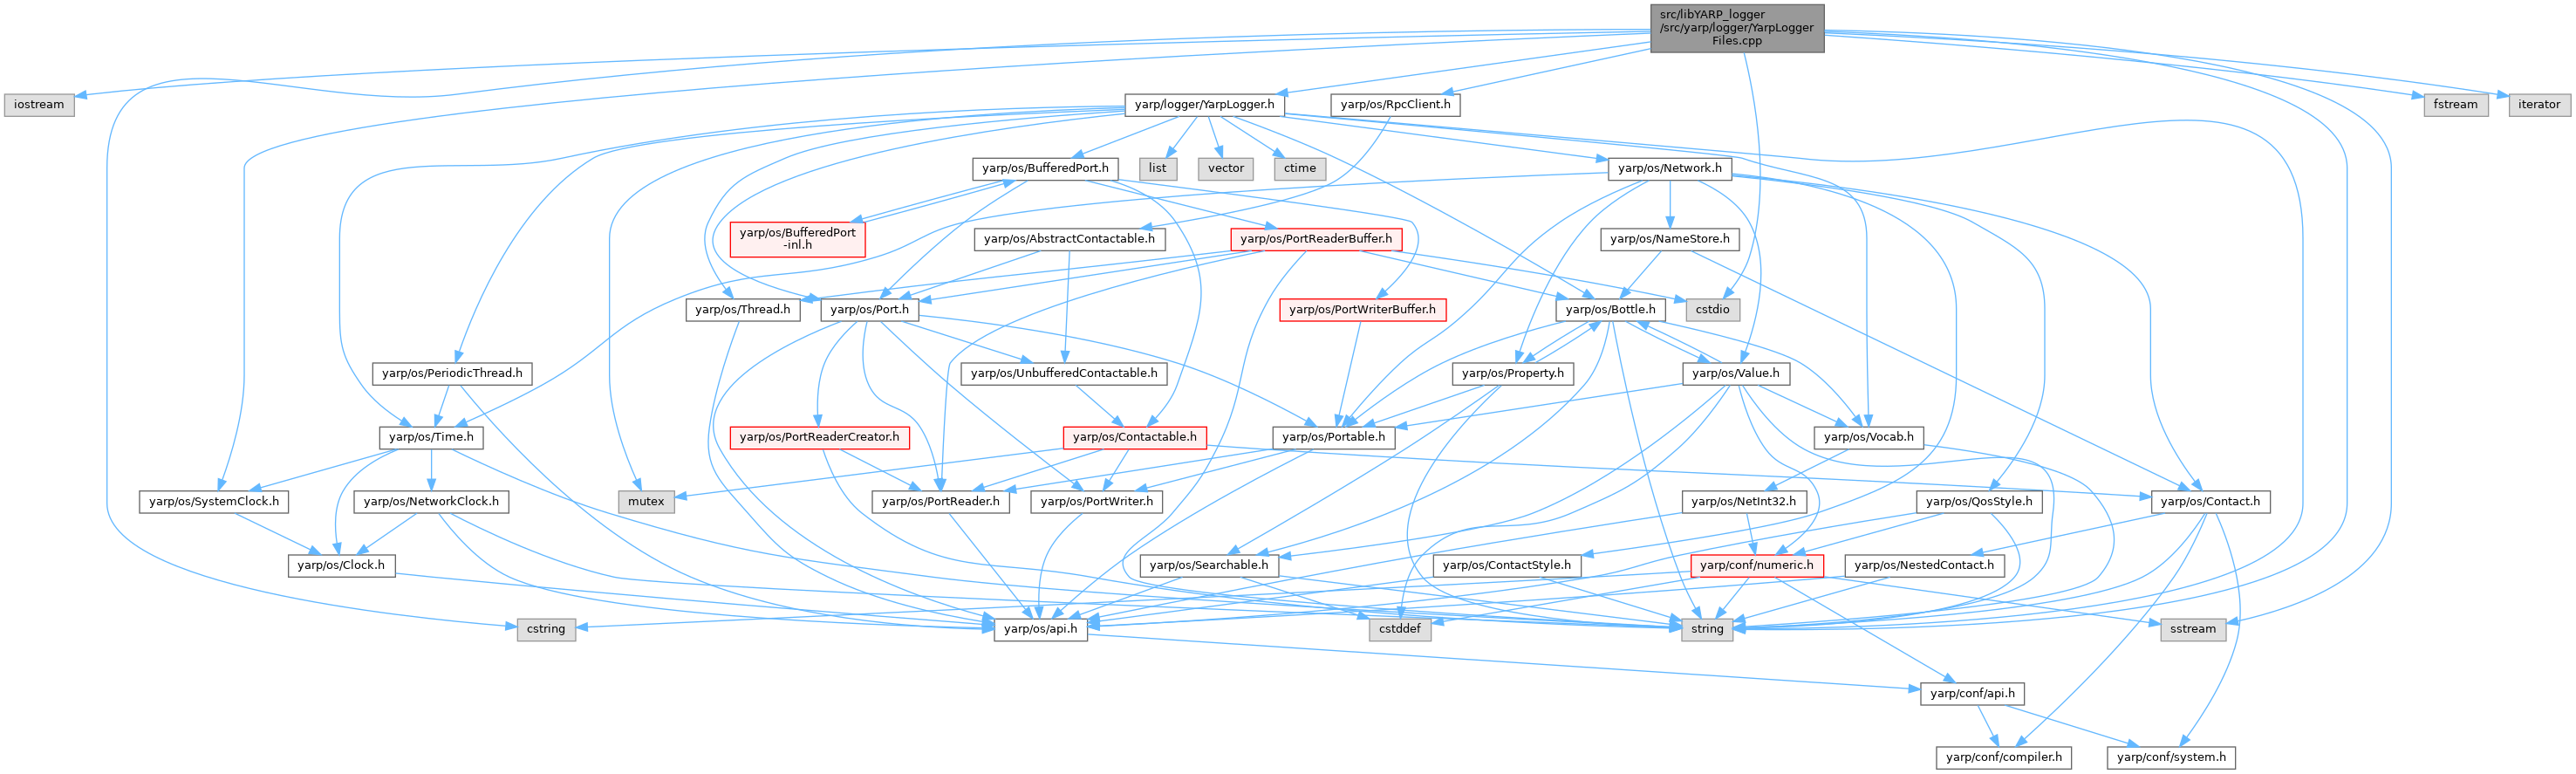 src/libYARP_logger
/src/yarp/logger/YarpLogger
Files.cpp
iostream
yarp/logger/YarpLogger.h
yarp/os/RpcClient.h
fstream
iterator
yarp/os/BufferedPort.h
list
vector
ctime
yarp/os/Network.h
yarp/os/BufferedPort
-inl.h
yarp/os/AbstractContactable.h
yarp/os/PortReaderBuffer.h
yarp/os/NameStore.h
yarp/os/Thread.h
yarp/os/Port.h
yarp/os/PortWriterBuffer.h
yarp/os/Bottle.h
cstdio
yarp/os/PeriodicThread.h
yarp/os/UnbufferedContactable.h
yarp/os/Property.h
yarp/os/Value.h
yarp/os/Time.h
yarp/os/PortReaderCreator.h
yarp/os/Contactable.h
yarp/os/Portable.h
yarp/os/Vocab.h
yarp/os/SystemClock.h
yarp/os/NetworkClock.h
mutex
yarp/os/PortReader.h
yarp/os/PortWriter.h
yarp/os/NetInt32.h
yarp/os/QosStyle.h
yarp/os/Contact.h
yarp/os/Clock.h
yarp/os/Searchable.h
yarp/os/ContactStyle.h
yarp/conf/numeric.h
yarp/os/NestedContact.h
cstring
yarp/os/api.h
cstddef
string
sstream
yarp/conf/api.h
yarp/conf/compiler.h
yarp/conf/system.h